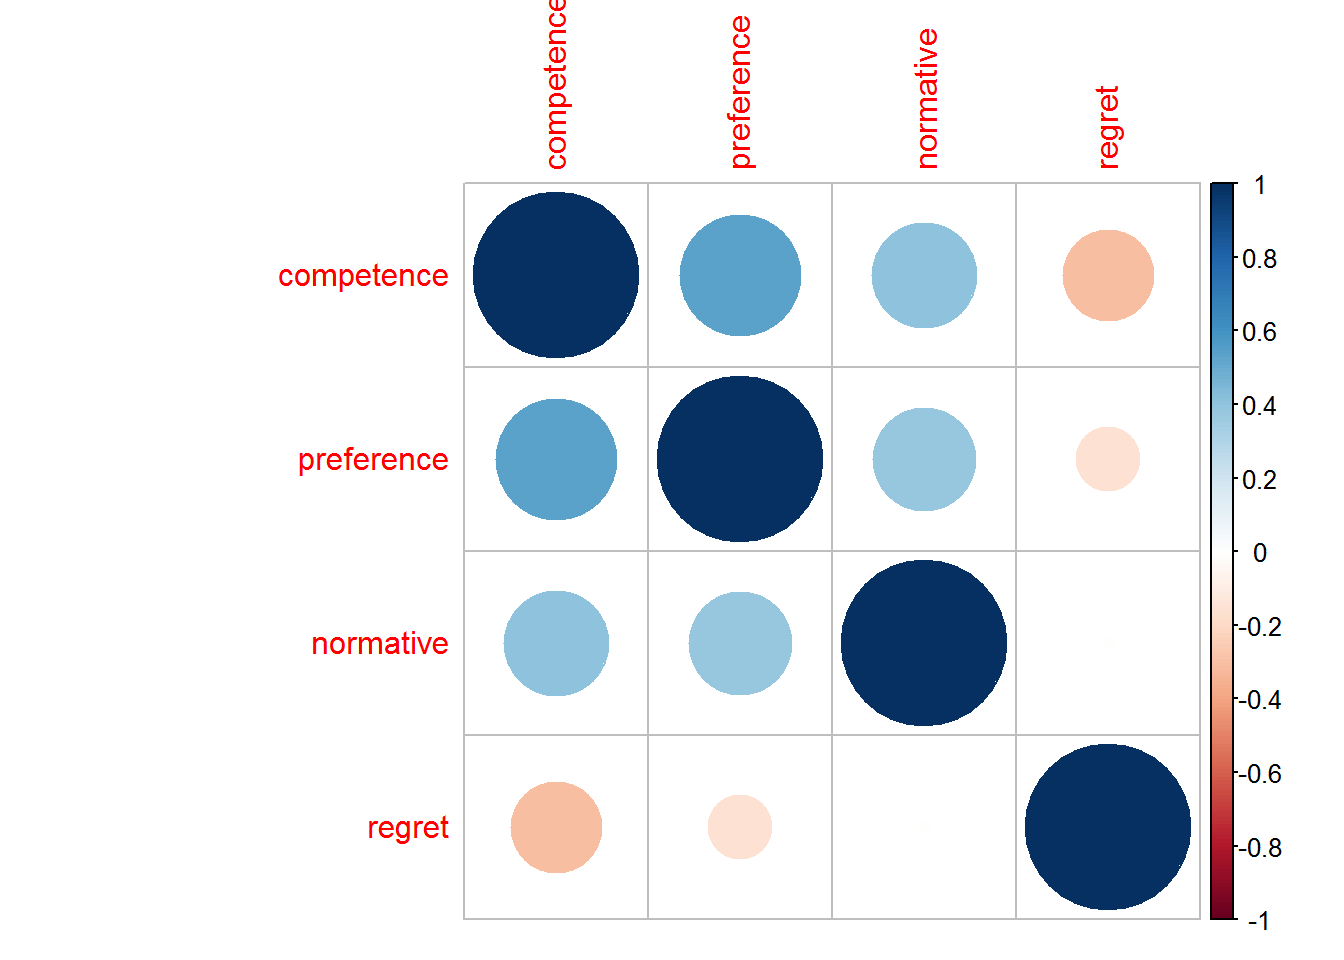 competence
preference
normative
regret
competence
preference
normative
regret
1
0.8
0.6
0.4
0.2
0
-0.2
-0.4
-0.6
-0.8
-1